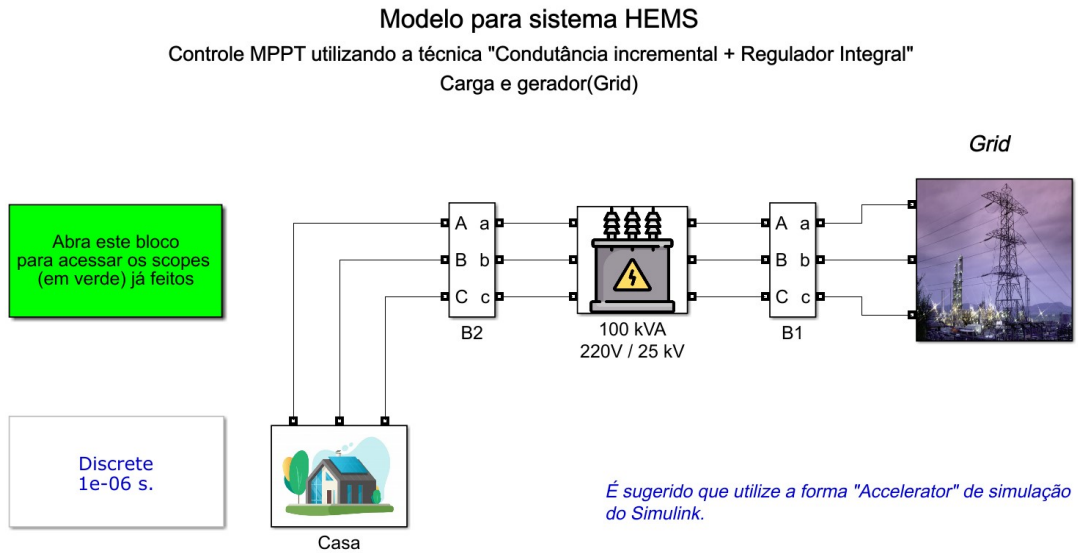 Modelo para sistema HEMS
Controle MPPT utilizando a técnica "Condutância incremental + Regulador Integral"
Carga e gerador(Grid)
Grid
Abra este bloco
para acessar os scopes
(em verde) já feitos
A a
B b
C c
B2
100 kVA
220V / 25 kV
A a
B b
C c
B1
Discrete
1e-06 s.
Casa
É sugerido que utilize a forma "Accelerator" de simulação
do Simulink.